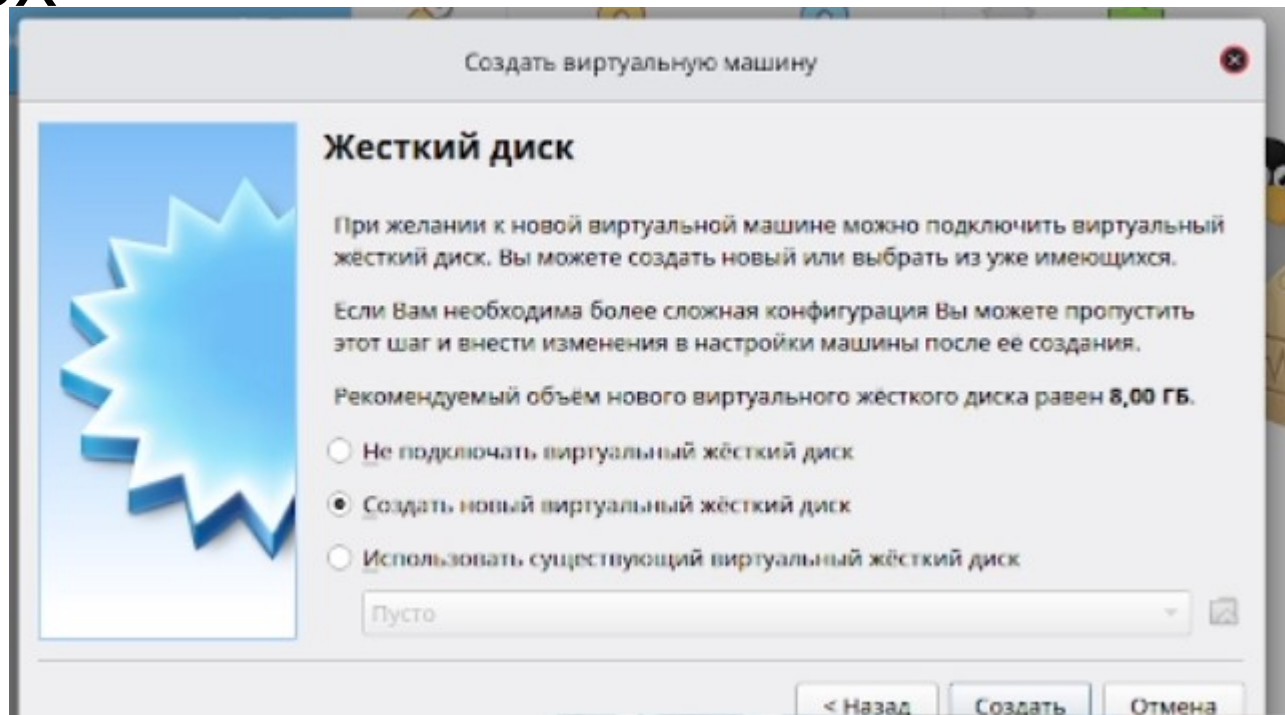 Создать виртуальную машину
Жесткий диск
При желании к новой виртуальной машине можно подключить виртуальный
жёсткий диск. Вы можете создать новый или выбрать из уже имеющихся.
Если Вам необходима более сложная конфигурация Вы можете пропустить
этот шаг и внести изменения в настройки машины после её создания.
Рекомендуемый объём нового виртуального жёсткого диска равен 8,00 ГБ.
Не подключать виртуальный жёсткий диск
Создать новый виртуальный жёсткий диск
Использовать существующий виртуальный жёсткий диск
Пусто
< Назад Создать Отмена